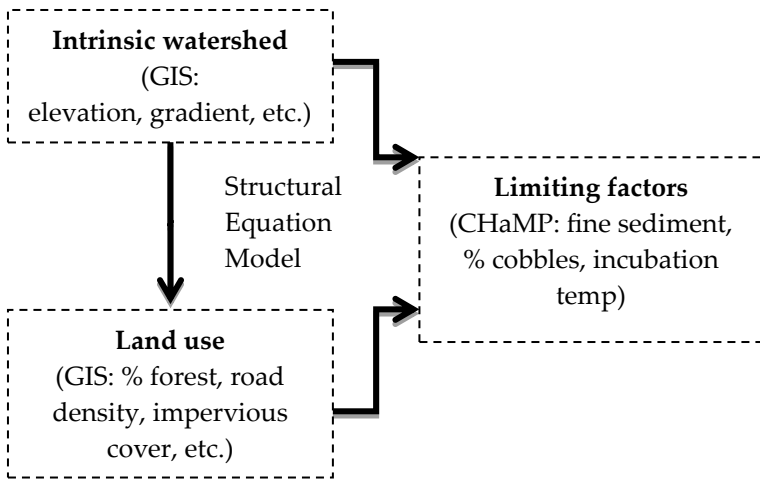 Intrinsic watershed
(GIS:
elevation, gradient, etc.)
Structural
Equation
Model
Limiting factors
(CHaMP: fine sediment,
% cobbles, incubation
temp)
Land use
(GIS: % forest, road
density, impervious
cover, etc.)